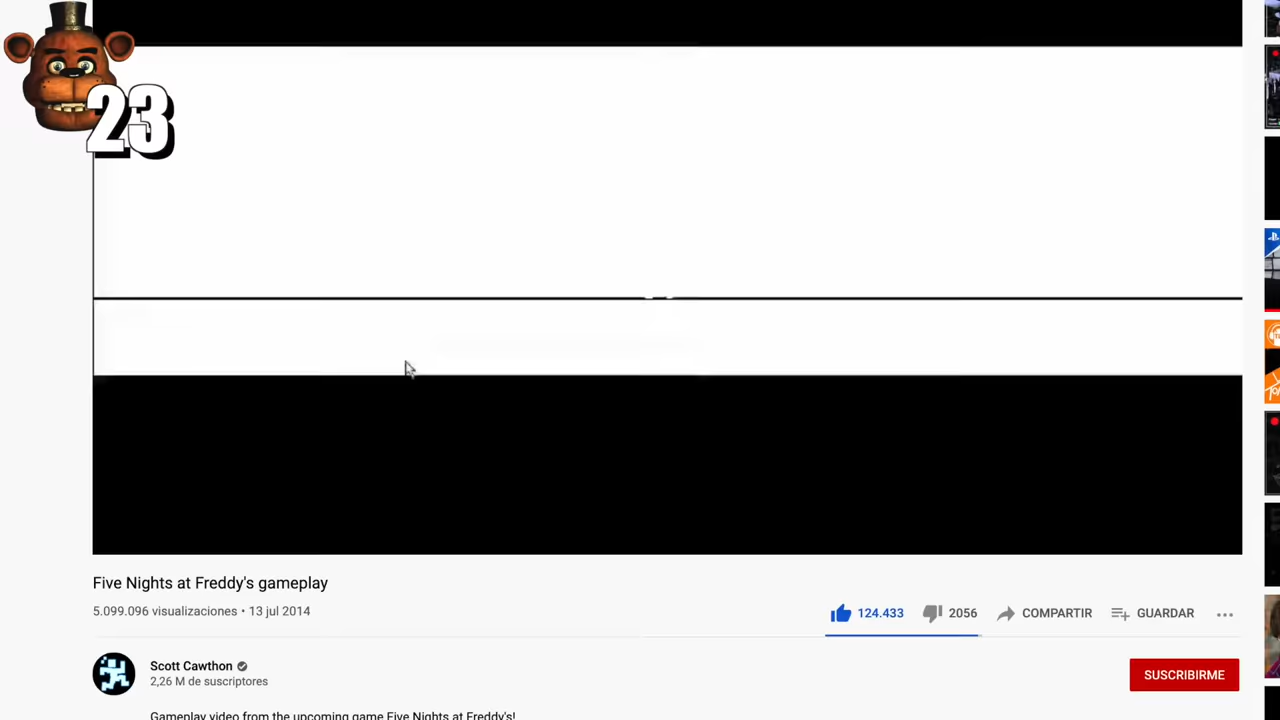 23
Five Nights at Freddy's gameplay
5.099.096 visualizaciones • 13 jul 2014
124.433 2056 COMPARTIR GUARDAR
Scott Cawthon
2,26 M de suscriptores
SUSCRIBIRME
Gameplay video from the upcoming game Five Nights at Freddy's!